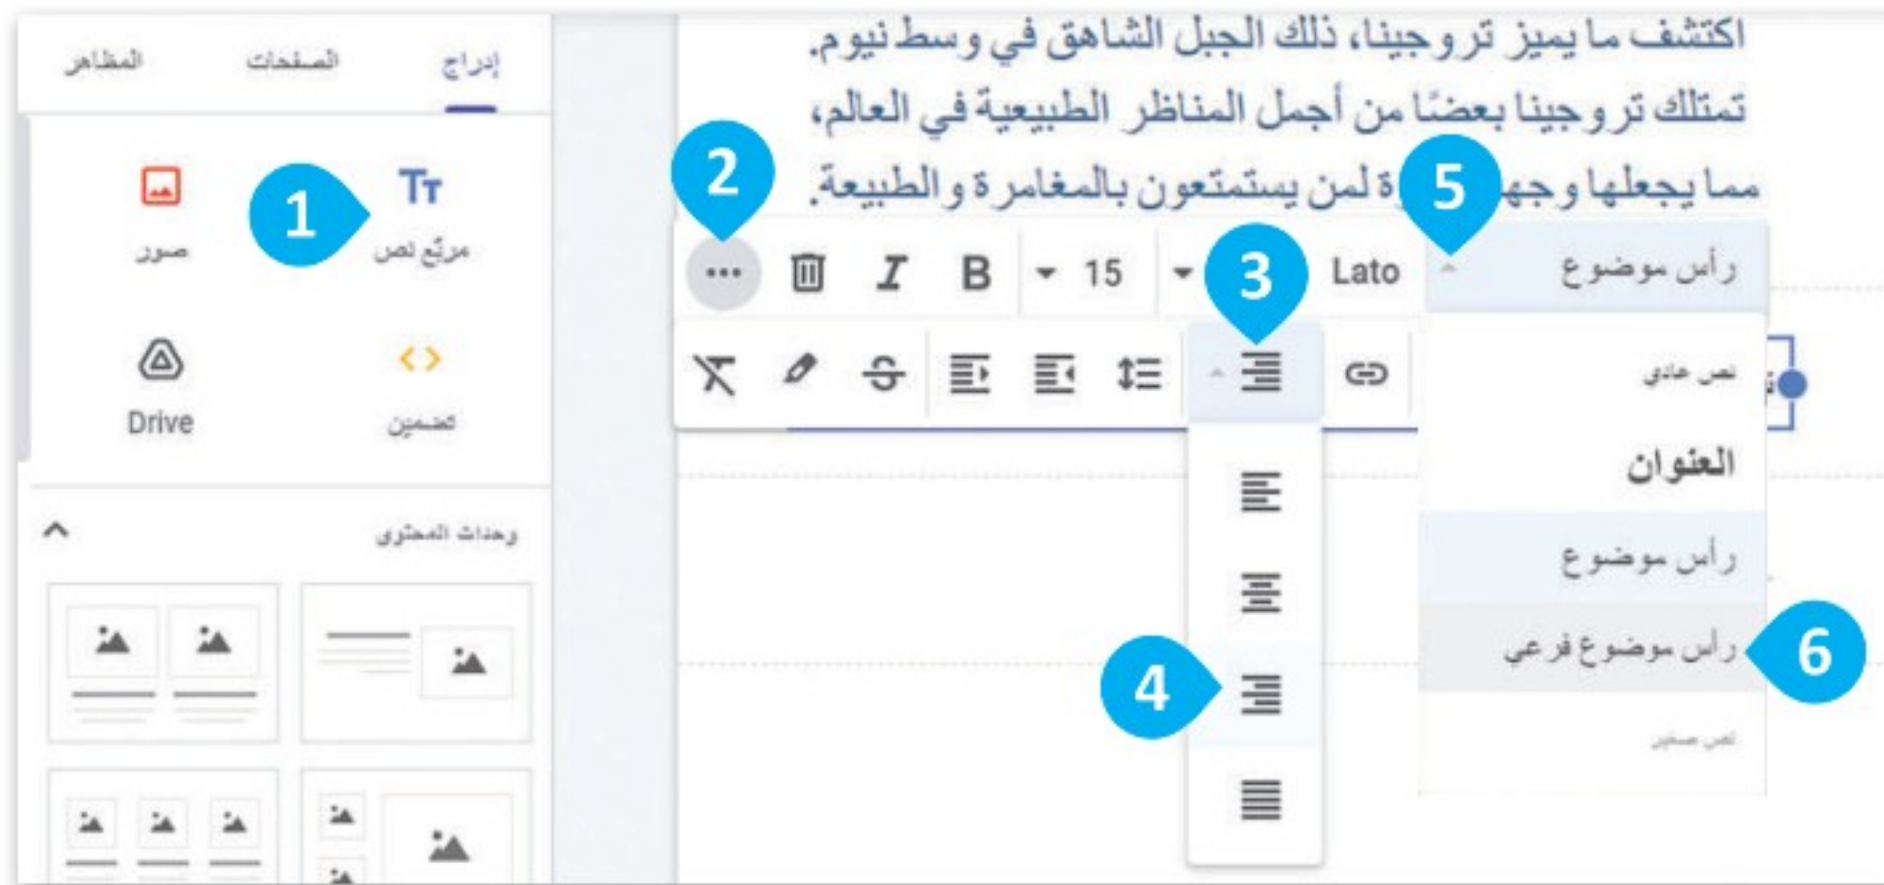 اكتشف ما يميز تروجينا، ذلك الجبل الشاهق في وسط نيوم.
تمتلك تروجينا بعضًا من أجمل المناظر الطبيعية في العالم،
مما يجعلها وجه ة لمن يستمتعون بالمغامرة والطبيعة.
إدراج الصفحات المظاهر
1
2
5
مربّع نص صور
رأس موضوع Lato 3 15 B I
نص عادي
تضمين Drive
العنوان
وحدات المحتوى
رأس موضوع
رأس موضوع فرعي 6
4
نص صغير